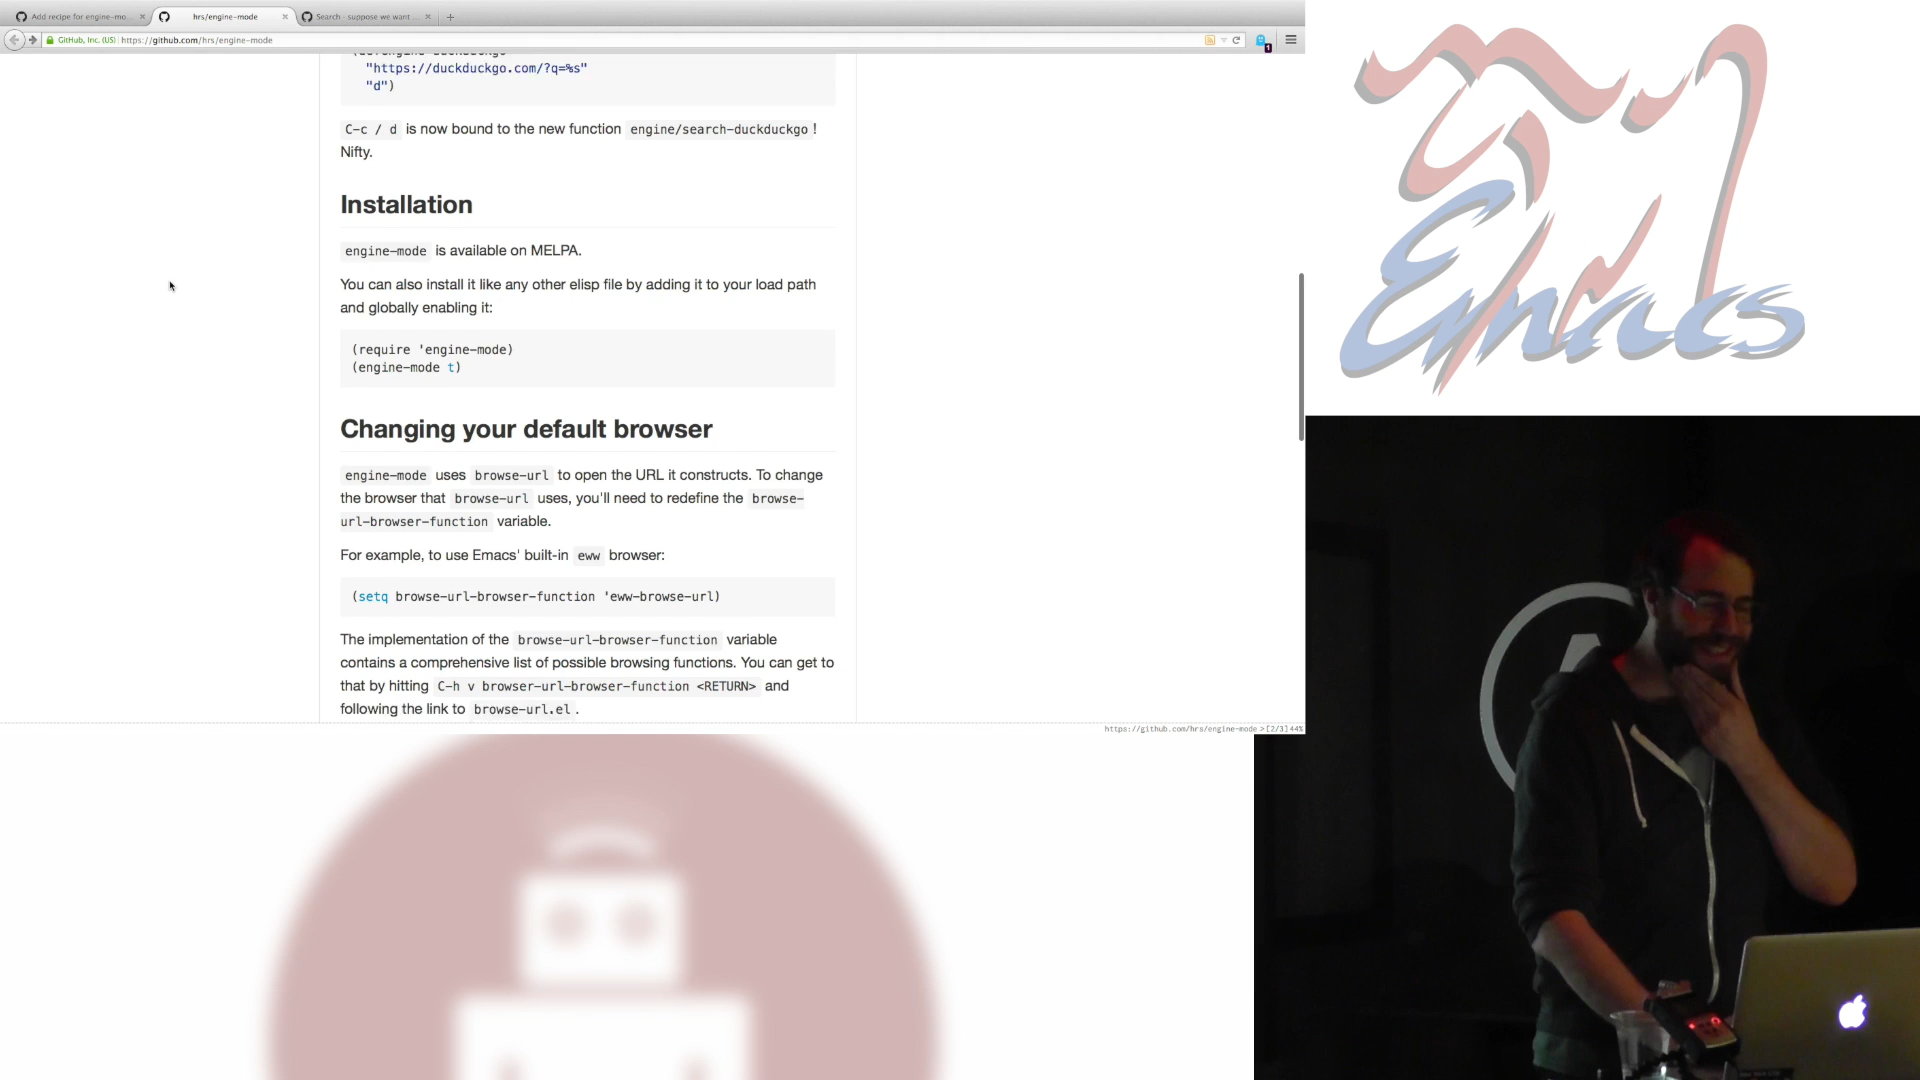 Add recipe for engine-mo...
hrs/engine-mode
Search · suppose we want ...
GitHub, Inc. (US)
https://github.com/hrs/engine-mode
1
"https://duckduckgo.com/?q=%s"
"d")
C-c / d is now bound to the new function engine/search-duckduckgo !
Nifty.
Installation
engine-mode is available on MELPA.
You can also install it like any other elisp file by adding it to your load path
and globally enabling it:
(require 'engine-mode)
(engine-mode t)
Changing your default browser
engine-mode uses browse-url to open the URL it constructs. To change
the browser that browse-url uses, you'll need to redefine the browse-
url-browser-function variable.
For example, to use Emacs' built-in eww browser:
(setq browse-url-browser-function 'eww-browse-url)
The implementation of the browse-url-browser-function variable
contains a comprehensive list of possible browsing functions. You can get to
that by hitting C-h v browser-url-browser-function <RETURN> and
following the link to browse-url.el .
https://github.com/hrs/engine-mode >[2/3]44%
Emacs